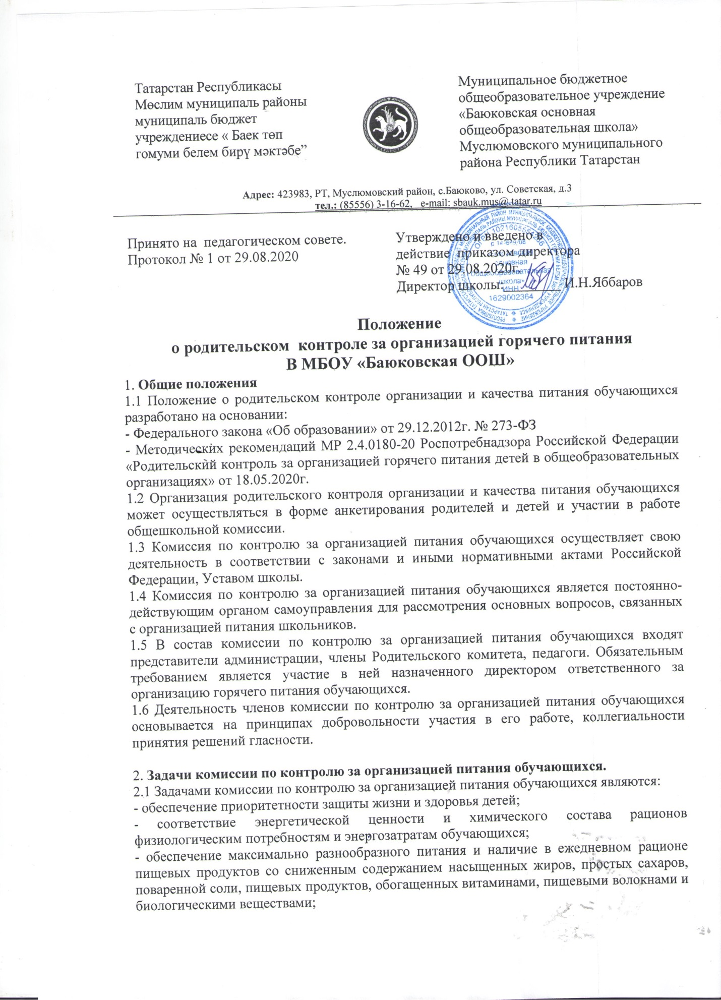 Татарстан Республикасы
Мөслим муниципаль районы
муниципаль бюджет
учреждениесе « Баек төп
гомуми белем бирү мәктәбе”
ТАТАРСТАН
Муниципальное бюджетное
общеобразовательное учреждение
«Баюковская основная
общеобразовательная школа»
Муслюмовского муниципального
района Республики Татарстан
Адрес: 423983, РТ, Муслюмовский район, с.Баюково, ул. Советская, д.3
тел.: (85556) 3-16-62, e-mail: sbauk.mus@ tatar.ru
Принято на педагогическом совете.
Протокол № 1 от 29.08.2020
Утверждено и введено в
действие приказом директора
№ 49 от 29.08.2020г.
Директор школы:________ И.Н.Яббаров
основная
общеобразовательная
школа»
ИНН
1629002364
Положение
о родительском контроле за организацией горячего питания
В МБОУ «Баюковская ООШ»
1. Общие положения
1.1 Положение о родительском контроле организации и качества питания обучающихся
разработано на основании:
- Федерального закона «Об образовании» от 29.12.2012г. № 273-ФЗ
- Методических рекомендаций МР 2.4.0180-20 Роспотребнадзора Российской Федерации
«Родительский контроль за организацией горячего питания детей в общеобразовательных
организациях» от 18.05.2020г.
1.2 Организация родительского контроля организации и качества питания обучающихся
может осуществляться в форме анкетирования родителей и детей и участии в работе
общешкольной комиссии.
1.3 Комиссия по контролю за организацией питания обучающихся осуществляет свою
деятельность в соответствии с законами и иными нормативными актами Российской
Федерации, Уставом школы.
1.4 Комиссия по контролю за организацией питания обучающихся является постоянно-
действующим органом самоуправления для рассмотрения основных вопросов, связанных
с организацией питания школьников.
1.5 В состав комиссии по контролю за организацией питания обучающихся входят
представители администрации, члены Родительского комитета, педагоги. Обязательным
требованием является участие в ней назначенного директором ответственного за
организацию горячего питания обучающихся.
1.6 Деятельность членов комиссии по контролю за организацией питания обучающихся
основывается на принципах добровольности участия в его работе, коллегиальности
принятия решений гласности.
2. Задачи комиссии по контролю за организацией питания обучающихся.
2.1 Задачами комиссии по контролю за организацией питания обучающихся являются:
- обеспечение приоритетности защиты жизни и здоровья детей;
- соответствие энергетической ценности и химического состава рационов
физиологическим потребностям и энергозатратам обучающихся;
- обеспечение максимально разнообразного питания и наличие в ежедневном рационе
пищевых продуктов со сниженным содержанием насыщенных жиров, простых сахаров,
поваренной соли, пищевых продуктов, обогащенных витаминами, пищевыми волокнами и
биологическими веществами;